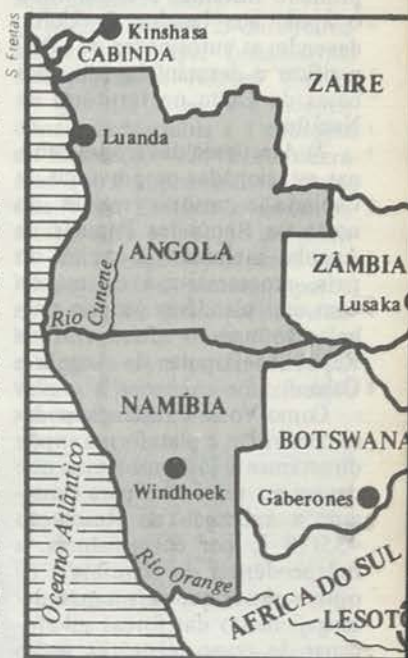 S. Freitas
Kinshasa
CABINDA
ZAIRE
Luanda
ANGOLA
ZÂMBIA
Lusaka
Rio Cunene
NAMÍBIA
BOTSWANA
Windhoek
Gaberones
Oceano Atlântico
Rio Orange
ÁFRICA DO SUL
LESOTO